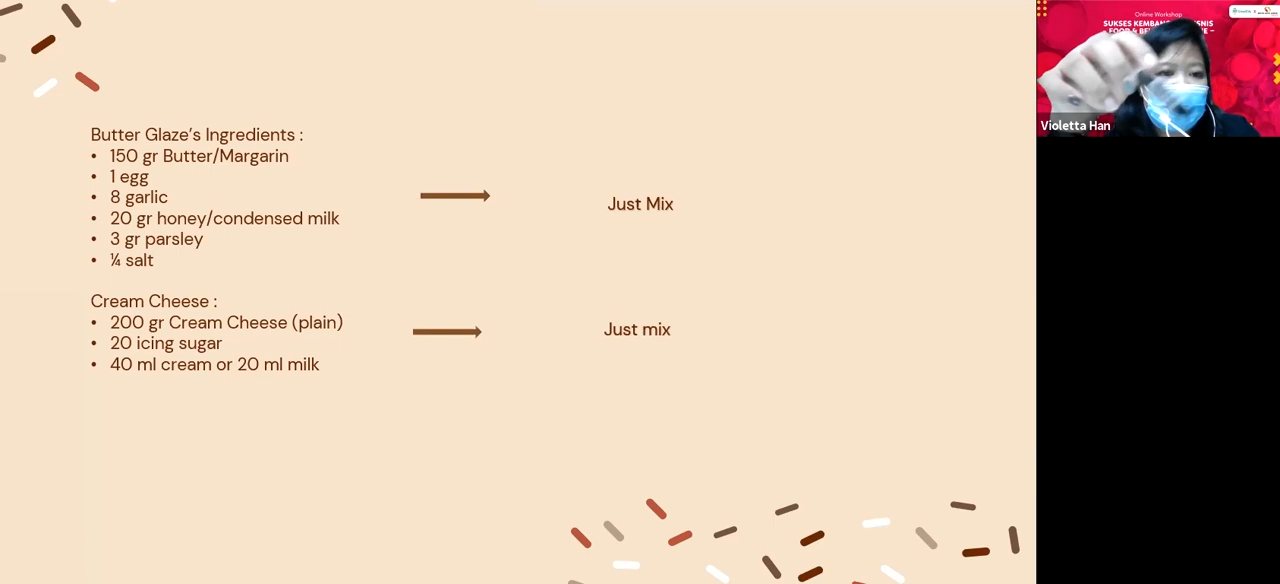 Butter Glaze's Ingredients :
• 150 gr Butter/Margarin
• 1 egg
• 8 garlic
• 20 gr honey/condensed milk
• 3 gr parsley
• ¼ salt
Just Mix
Cream Cheese :
• 200 gr Cream Cheese (plain)
• 20 icing sugar
• 40 ml cream or 20 ml milk
Just mix
Online Workshop
SUKSES
FOOD &
Violetta Han